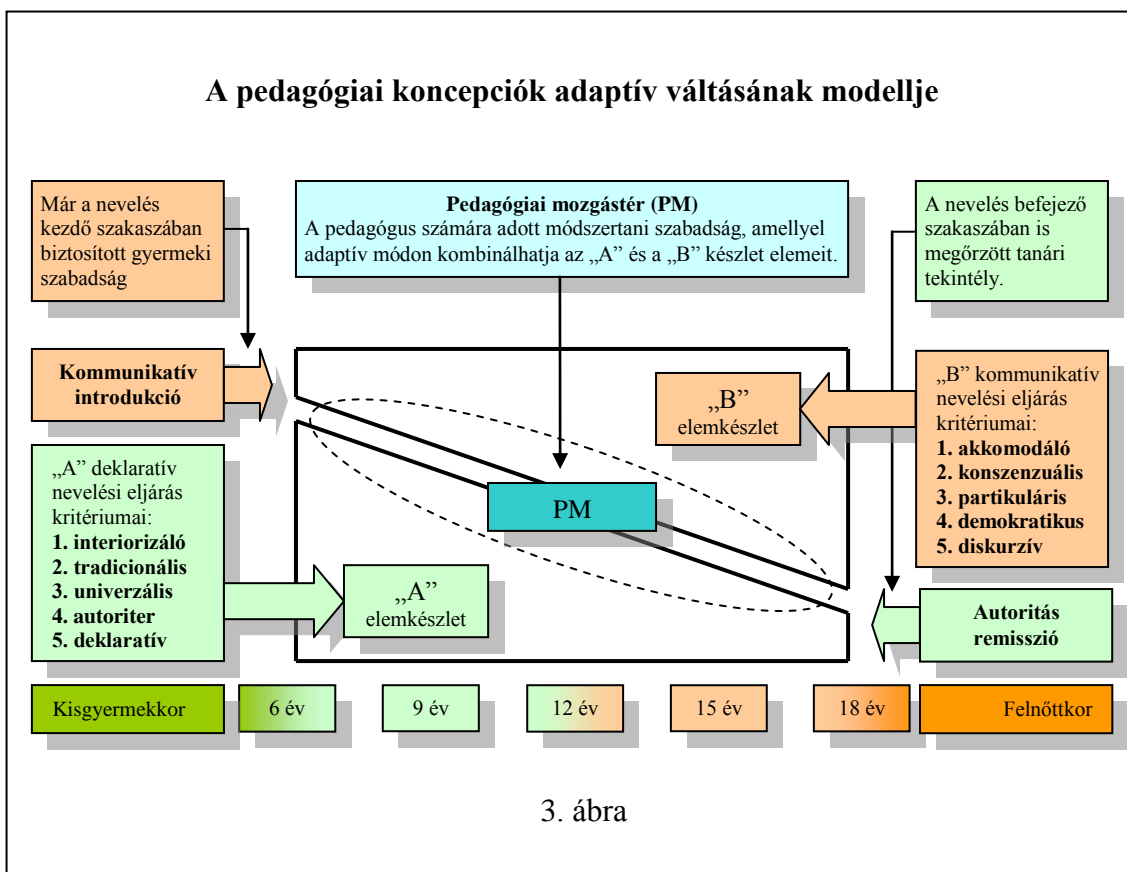 A pedagógiai koncepciók adaptív váltásának modellje
Már a nevelés
kezdő szakaszában
biztosított gyermeki
szabadság
Pedagógiai mozgástér (PM)
A pedagógus számára adott módszertani szabadság, amellyel
adaptív módon kombinálhatja az „A” és a „B” készlet elemeit.
A nevelés befejező
szakaszában is
megőrzött tanári
tekintély.
Kommunikatív
introdukció
„B”
elemkészlet
„B” kommunikatív
nevelési eljárás
kritériumai:
1. akkomodáló
2. konszenzuális
3. partikuláris
4. demokratikus
5. diskurzív
„A” deklaratív
nevelési eljárás
kritériumai:
1. interiorizáló
2. tradicionális
3. univerzális
4. autoriter
5. deklaratív
PM
„A”
elemkészlet
Autoritás
remisszió
Kisgyermekkor
6 év
9 év
12 év
15 év
18 év
Felnőttkor
3. ábra